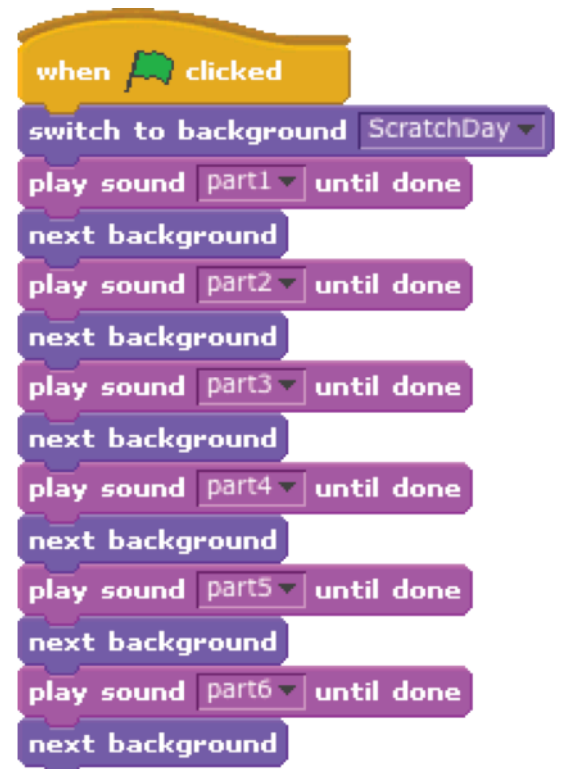 when clicked
switch to background ScratchDay
play sound part1 until done
next background
play sound part2 until done
next background
play sound part3 until done
next background
play sound part4 until done
next background
play sound part5 until done
next background
play sound part6 until done
next background